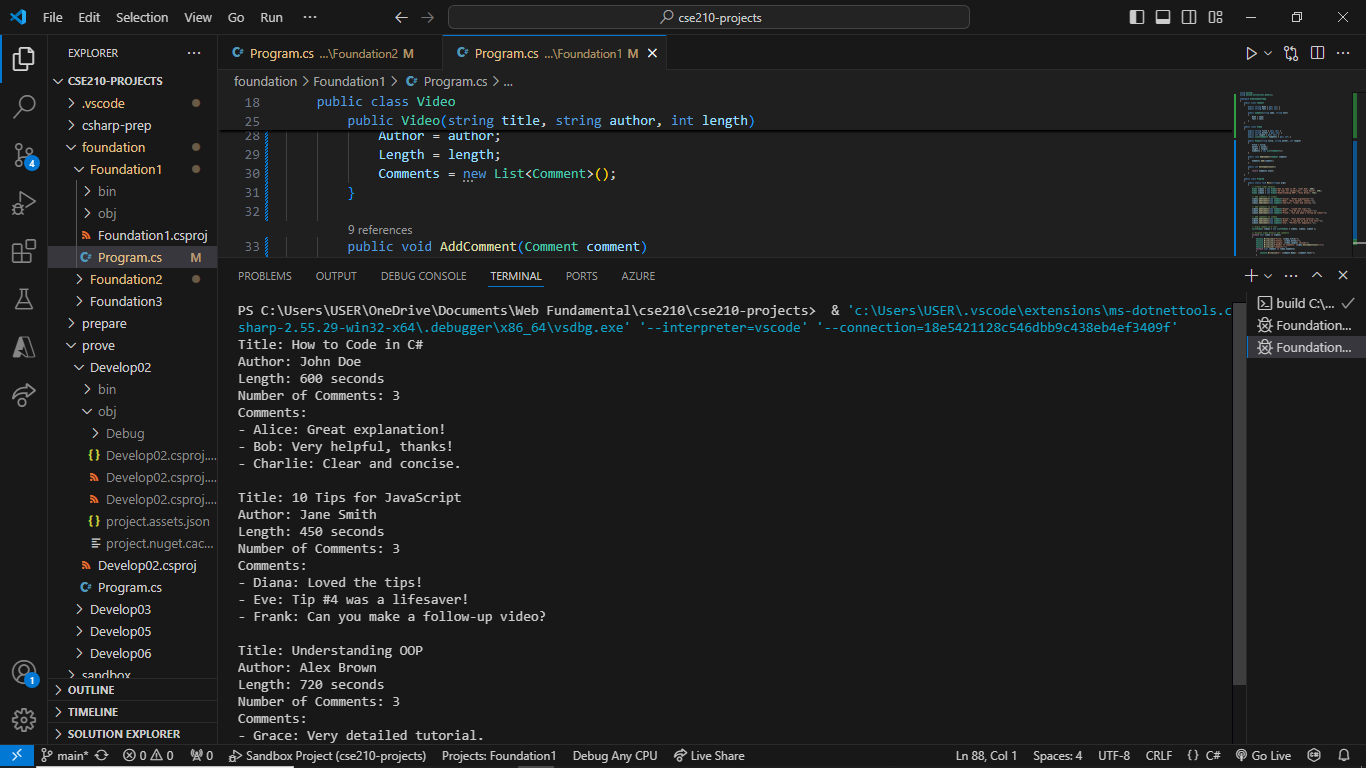 File Edit Selection View Go Run ···
cse210-projects
EXPLORER ···
CSE210-PROJECTS
.vscode
csharp-prep
foundation
Foundation1
bin
obj
Foundation1.csproj
Program.cs M
Foundation2
Foundation3
prepare
prove
Develop02
bin
obj
Debug
Develop02.csproj....
Develop02.csproj....
Develop02.csproj....
project.assets.json
project.nuget.cac...
Develop02.csproj
Program.cs
Develop03
Develop05
Develop06
sandbox
OUTLINE
TIMELINE
SOLUTION EXPLORER
4
1
Program.cs ...\Foundation2 M
Program.cs ...\Foundation1 M
foundation > Foundation1 > Program.cs > ...
18 public class Video
25 public Video(string title, string author, int length)
28 Author = author;
29 Length = length;
30 Comments = new List<Comment>();
31 }
32
9 references
33 public void AddComment(Comment comment)
PROBLEMS OUTPUT DEBUG CONSOLE TERMINAL PORTS AZURE
PS C:\Users\USER\OneDrive\Documents\Web Fundamental\cse210\cse210-projects> & 'c:\Users\USER\.vscode\extensions\ms-dotnettools.c
sharp-2.55.29-win32-x64\.debugger\x86_64\vsdbg.exe' '--interpreter=vscode' '--connection=18e5421128c546dbb9c438eb4ef3409f'
Title: How to Code in C#
Author: John Doe
Length: 600 seconds
Number of Comments: 3
Comments:
- Alice: Great explanation!
- Bob: Very helpful, thanks!
- Charlie: Clear and concise.
Title: 10 Tips for JavaScript
Author: Jane Smith
Length: 450 seconds
Number of Comments: 3
Comments:
- Diana: Loved the tips!
- Eve: Tip #4 was a lifesaver!
- Frank: Can you make a follow-up video?
Title: Understanding OOP
Author: Alex Brown
Length: 720 seconds
Number of Comments: 3
Comments:
- Grace: Very detailed tutorial.
build C:\...
Foundation...
Foundation...
main* 0 0 0 Sandbox Project (cse210-projects) Projects: Foundation1 Debug Any CPU Live Share Ln 88, Col 1 Spaces: 4 UTF-8 CRLF {} C# Go Live